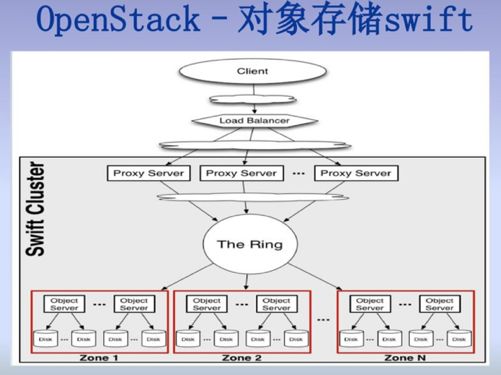 OpenStack - 对象存储swift
Client
Load Balancer
Swift Cluster
Proxy Server Proxy Server ... Proxy Server
The Ring
Object Server ... Object Server Object Server ... Object Server ... Object Server ... Object Server
Disk ... Disk Disk ... Disk Disk ... Disk Disk ... Disk Disk ... Disk Disk ... Disk
Zone 1 Zone 2 Zone N